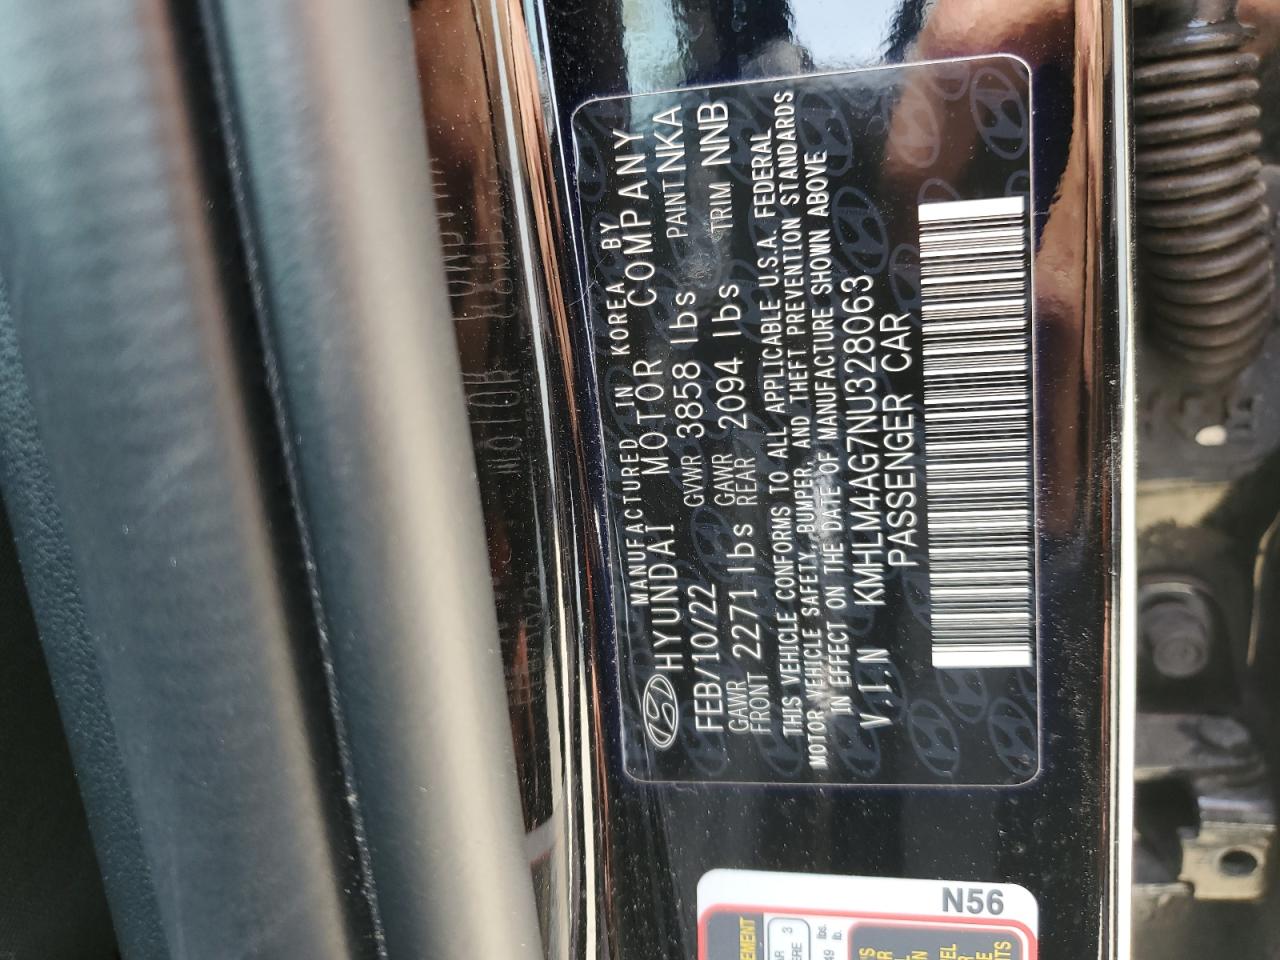 MANUFACTURED IN KOREA BY
HYUNDAI MOTOR COMPANY
FEB/10/22 GVWR 3858 lbs PAINT NKA
GAWR FRONT 2271 lbs GAWR REAR 2094 lbs TRIM NNB
THIS VEHICLE CONFORMS TO ALL APPLICABLE U.S.A. FEDERAL
MOTOR VEHICLE SAFETY, BUMPER, AND THEFT PREVENTION STANDARDS
IN EFFECT ON THE DATE OF MANUFACTURE SHOWN ABOVE
V.I.N KMHLM4AG7NU328063
PASSENGER CAR
N56